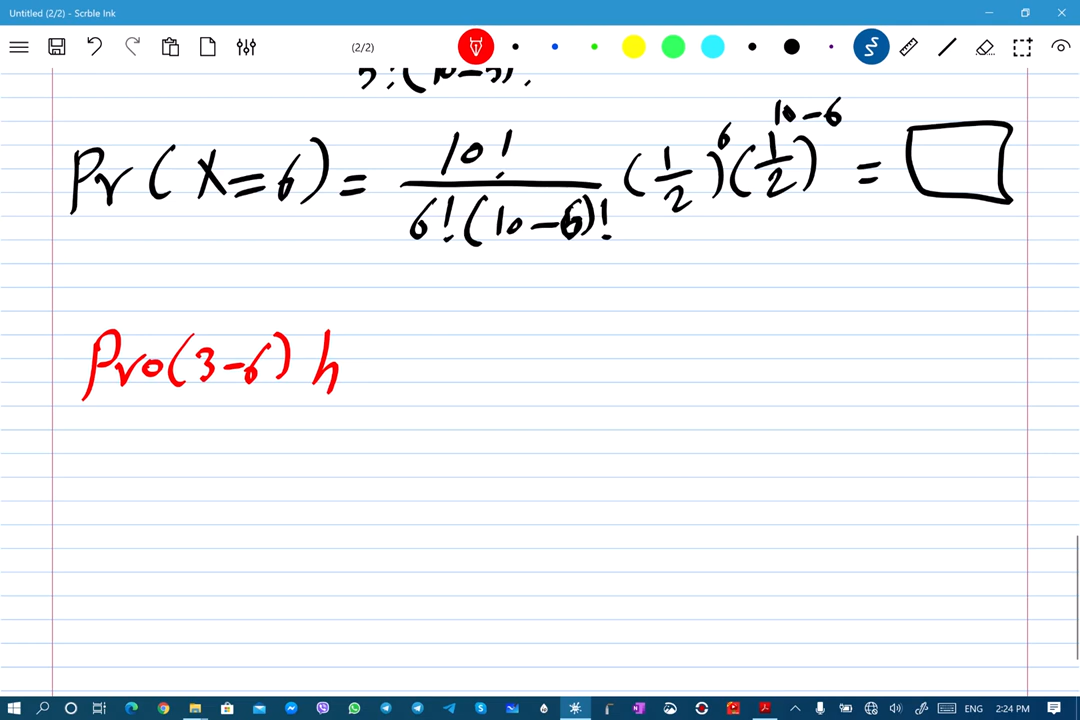 Untitled (2/2) - Scrble Ink
(2/2)
Pr(X=6) = 10! / 6!(10-6)! (1/2)^6 (1/2)^10-6 =
Pro(3-6) h
ENG 2:24 PM